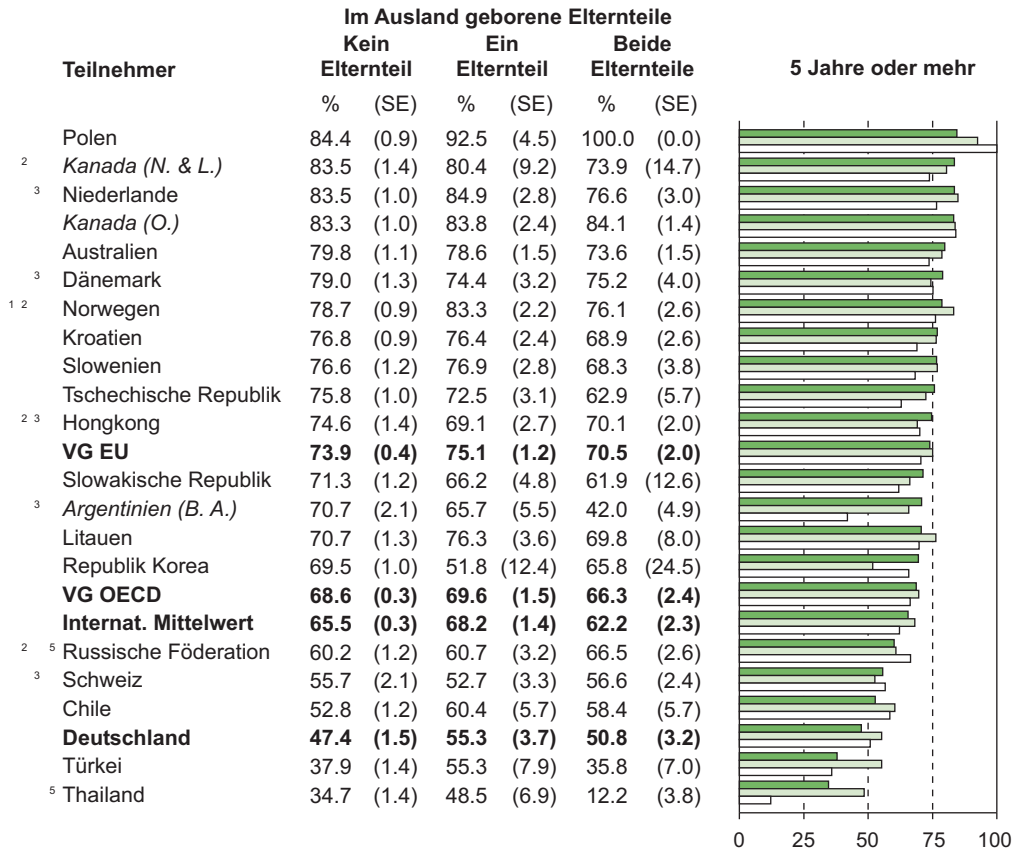 Im Ausland geborene Elternteile
Kein Ein Beide
Teilnehmer Elternteil Elternteil Elternteile 5 Jahre oder mehr
% (SE) % (SE) % (SE)
Polen 84.4 (0.9) 92.5 (4.5) 100.0 (0.0)
2 Kanada (N. & L.) 83.5 (1.4) 80.4 (9.2) 73.9 (14.7)
3 Niederlande 83.5 (1.0) 84.9 (2.8) 76.6 (3.0)
Kanada (O.) 83.3 (1.0) 83.8 (2.4) 84.1 (1.4)
Australien 79.8 (1.1) 78.6 (1.5) 73.6 (1.5)
3 Dänemark 79.0 (1.3) 74.4 (3.2) 75.2 (4.0)
1 2 Norwegen 78.7 (0.9) 83.3 (2.2) 76.1 (2.6)
Kroatien 76.8 (0.9) 76.4 (2.4) 68.9 (2.6)
Slowenien 76.6 (1.2) 76.9 (2.8) 68.3 (3.8)
Tschechische Republik 75.8 (1.0) 72.5 (3.1) 62.9 (5.7)
2 3 Hongkong 74.6 (1.4) 69.1 (2.7) 70.1 (2.0)
VG EU 73.9 (0.4) 75.1 (1.2) 70.5 (2.0)
Slowakische Republik 71.3 (1.2) 66.2 (4.8) 61.9 (12.6)
3 Argentinien (B. A.) 70.7 (2.1) 65.7 (5.5) 42.0 (4.9)
Litauen 70.7 (1.3) 76.3 (3.6) 69.8 (8.0)
Republik Korea 69.5 (1.0) 51.8 (12.4) 65.8 (24.5)
VG OECD 68.6 (0.3) 69.6 (1.5) 66.3 (2.4)
Internat. Mittelwert 65.5 (0.3) 68.2 (1.4) 62.2 (2.3)
2 5 Russische Föderation 60.2 (1.2) 60.7 (3.2) 66.5 (2.6)
3 Schweiz 55.7 (2.1) 52.7 (3.3) 56.6 (2.4)
Chile 52.8 (1.2) 60.4 (5.7) 58.4 (5.7)
Deutschland 47.4 (1.5) 55.3 (3.7) 50.8 (3.2)
Türkei 37.9 (1.4) 55.3 (7.9) 35.8 (7.0)
5 Thailand 34.7 (1.4) 48.5 (6.9) 12.2 (3.8)
0 25 50 75 100